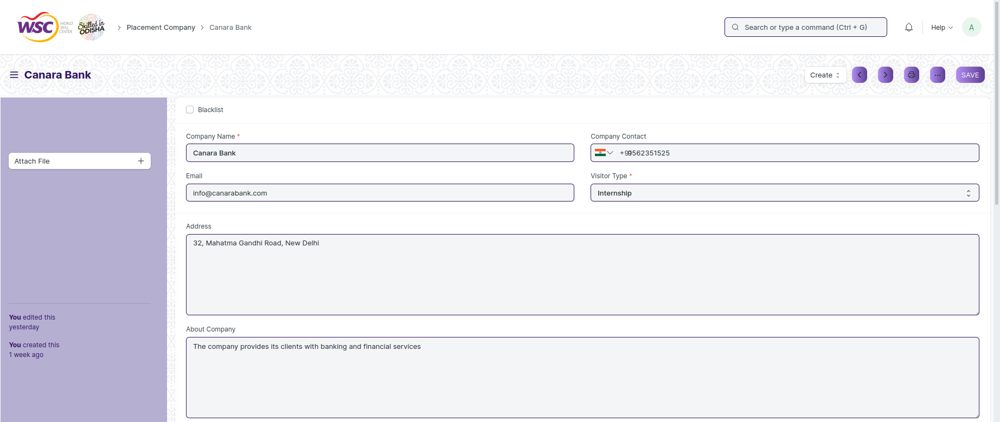 WSC
WORLD
SKILL
CENTER
Skilled in
ODISHA
Placement Company
Canara Bank
Search or type a command (Ctrl + G)
Help
A
Canara Bank
Create
SAVE
Attach File
You edited this
yesterday
You created this
1 week ago
Blacklist
Company Name *
Canara Bank
Company Contact
562351525
Email
info@canarabank.com
Visitor Type *
Internship
Address
32, Mahatma Gandhi Road, New Delhi
About Company
The company provides its clients with banking and financial services